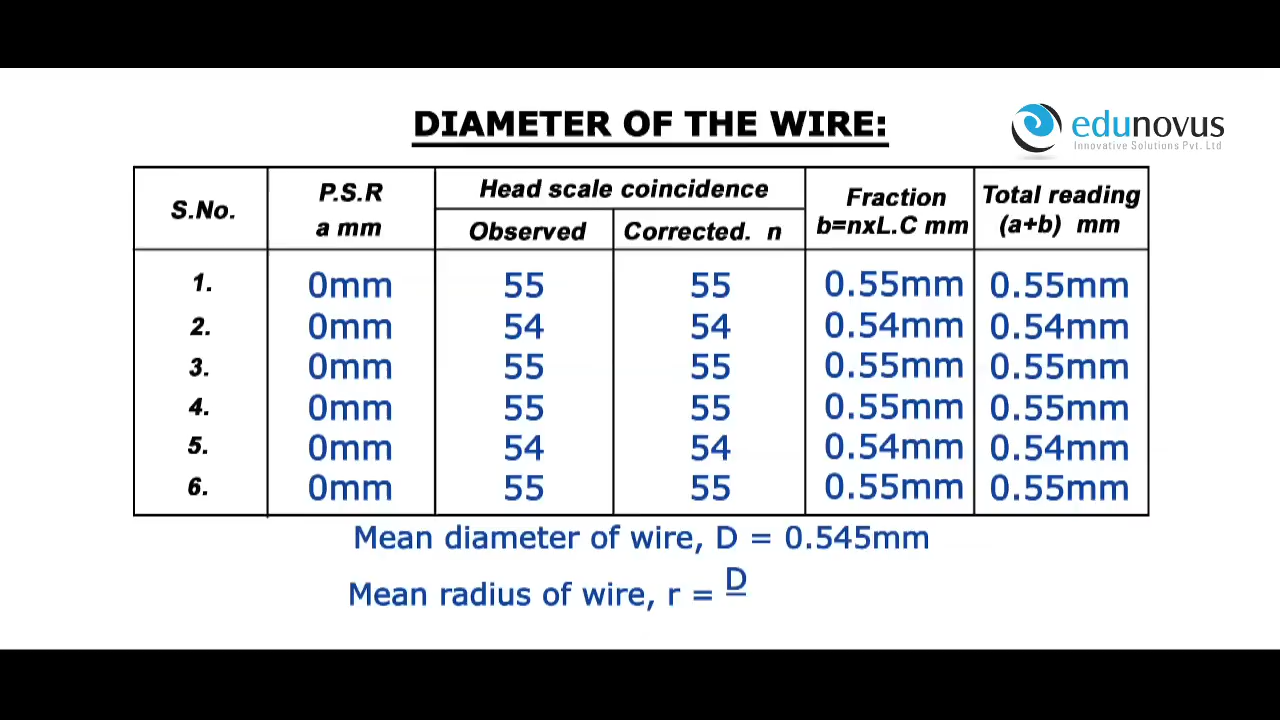 DIAMETER OF THE WIRE:
edunovus
Innovative Solutions Pvt. Ltd
S.No. P.S.R a mm Head scale coincidence Fraction b=nxL.C mm Total reading (a+b) mm
Observed Corrected. n
1. 0mm 55 55 0.55mm 0.55mm
2. 0mm 54 54 0.54mm 0.54mm
3. 0mm 55 55 0.55mm 0.55mm
4. 0mm 55 55 0.55mm 0.55mm
5. 0mm 54 54 0.54mm 0.54mm
6. 0mm 55 55 0.55mm 0.55mm
Mean diameter of wire, D = 0.545mm
Mean radius of wire, r = D